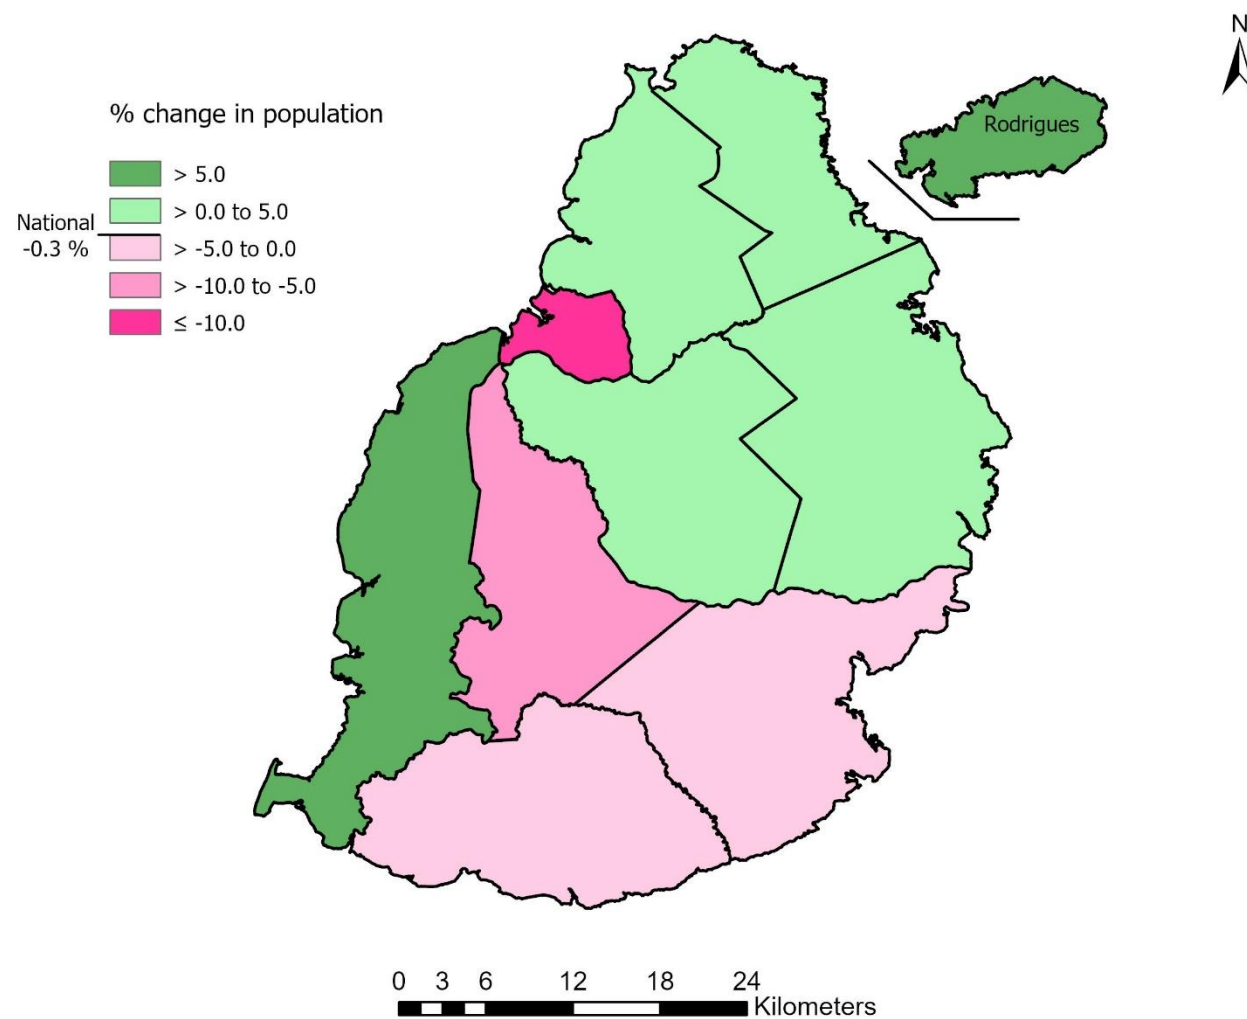 N
% change in population
Rodrigues
> 5.0
> 0.0 to 5.0
National
-0.3 %
> -5.0 to 0.0
> -10.0 to -5.0
≤ -10.0
0 3 6 12 18 24
Kilometers